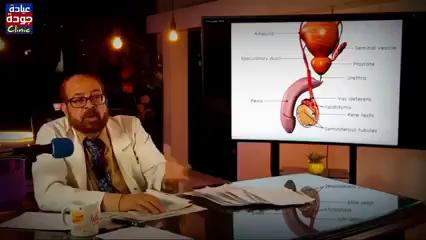 عيادة
جودة
Clinic
Ampulla
Seminal vesicle
Ejaculatory duct
Prostate
Urethra
Penis
Vas deferens
Epididymis
Rete testis
Seminiferous tubules